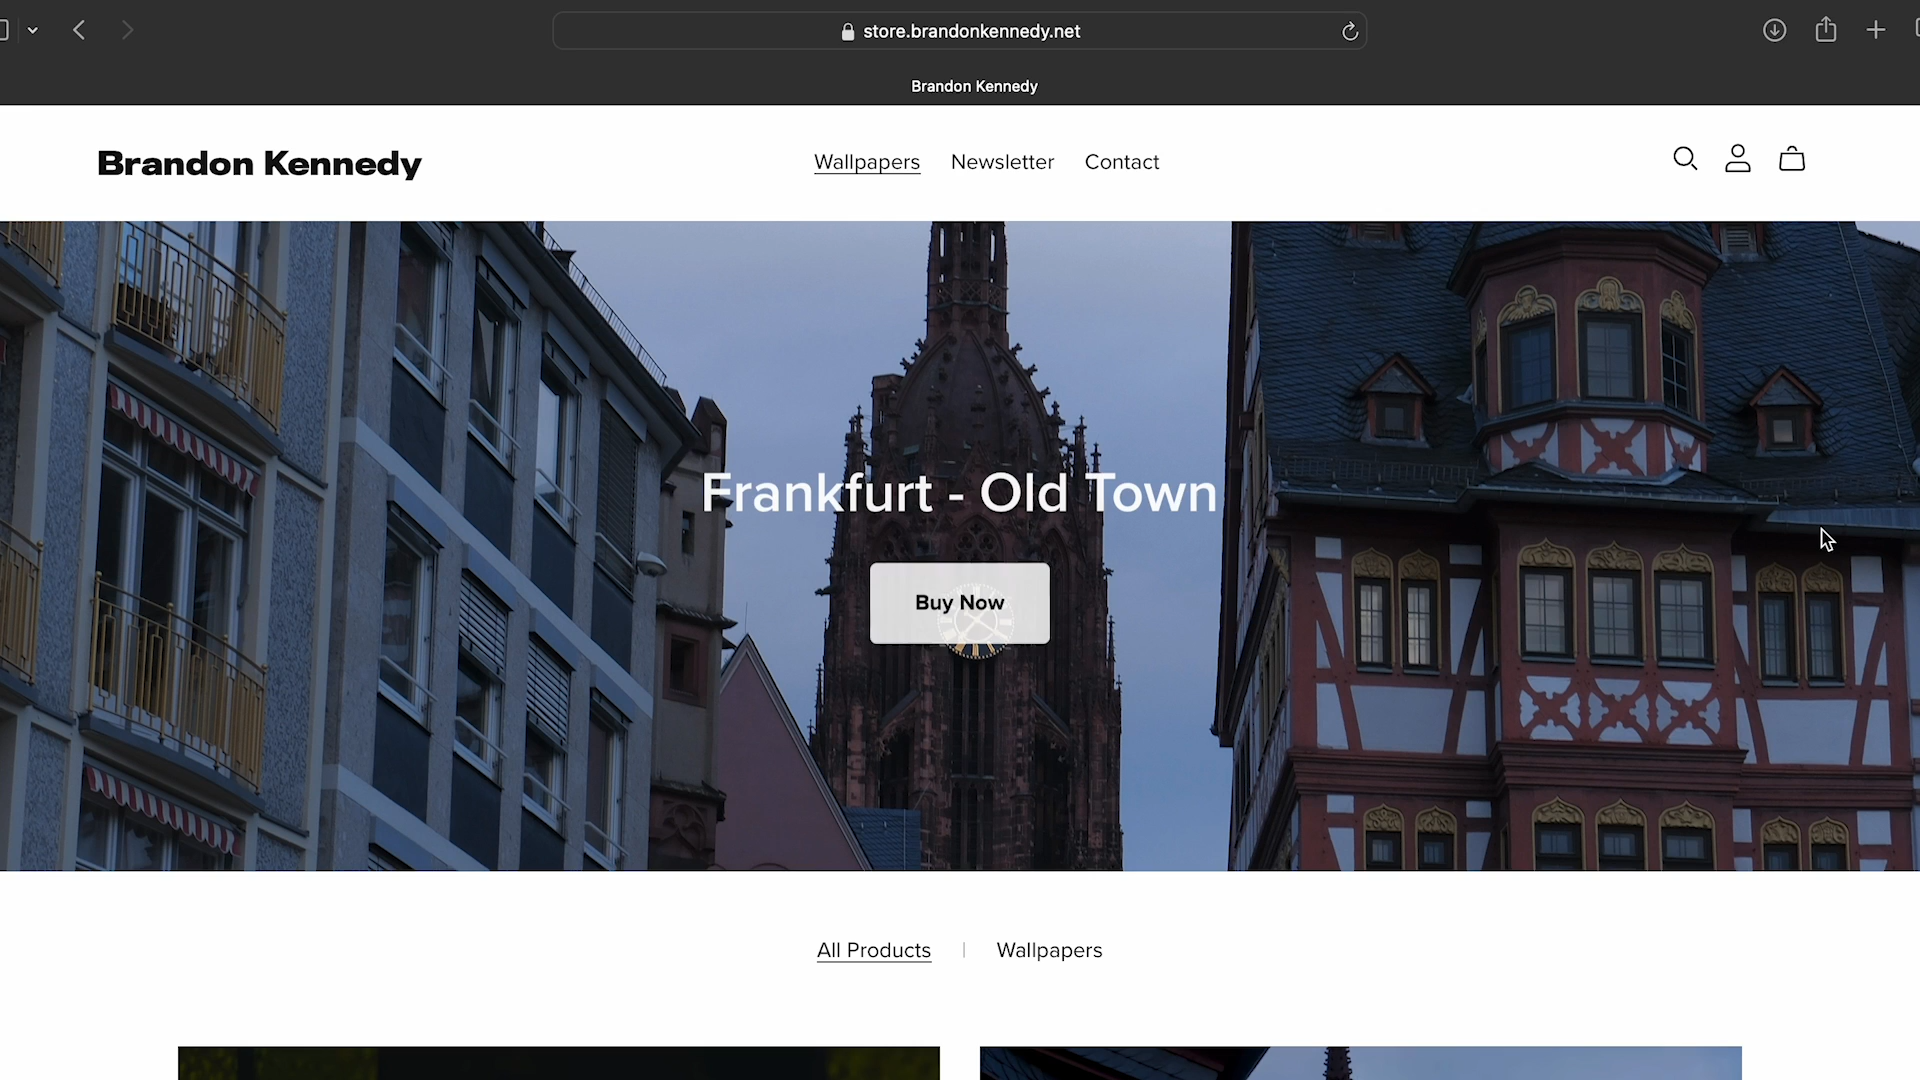 store.brandonkennedy.net
Brandon Kennedy
Brandon Kennedy
Wallpapers
Newsletter
Contact
Frankfurt - Old Town
Buy Now
All Products
Wallpapers